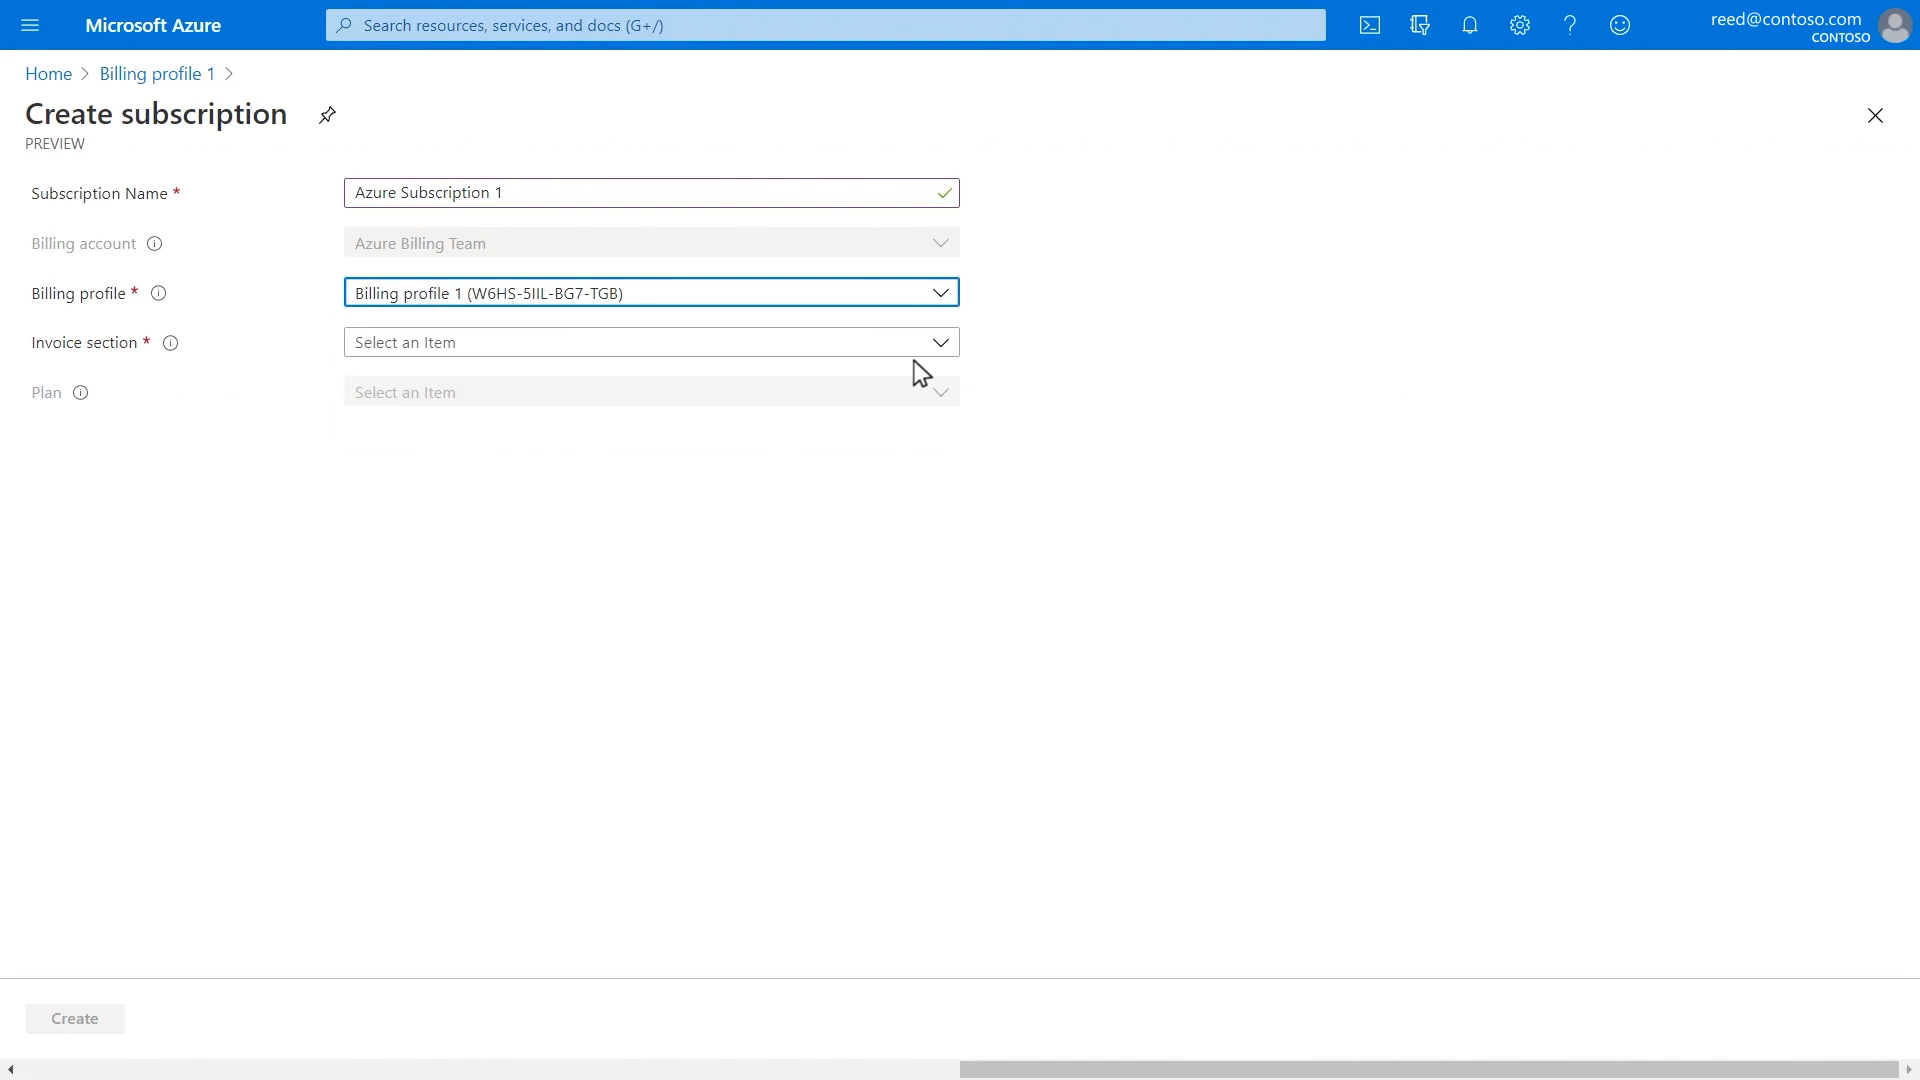 Microsoft Azure
Search resources, services, and docs (G+/)
reed@contoso.com
CONTOSO
Home > Billing profile 1 >
Create subscription
PREVIEW
Subscription Name *
Azure Subscription 1
Billing account
Azure Billing Team
Billing profile *
Billing profile 1 (W6HS-5IIL-BG7-TGB)
Invoice section *
Select an Item
Plan
Select an Item
Create